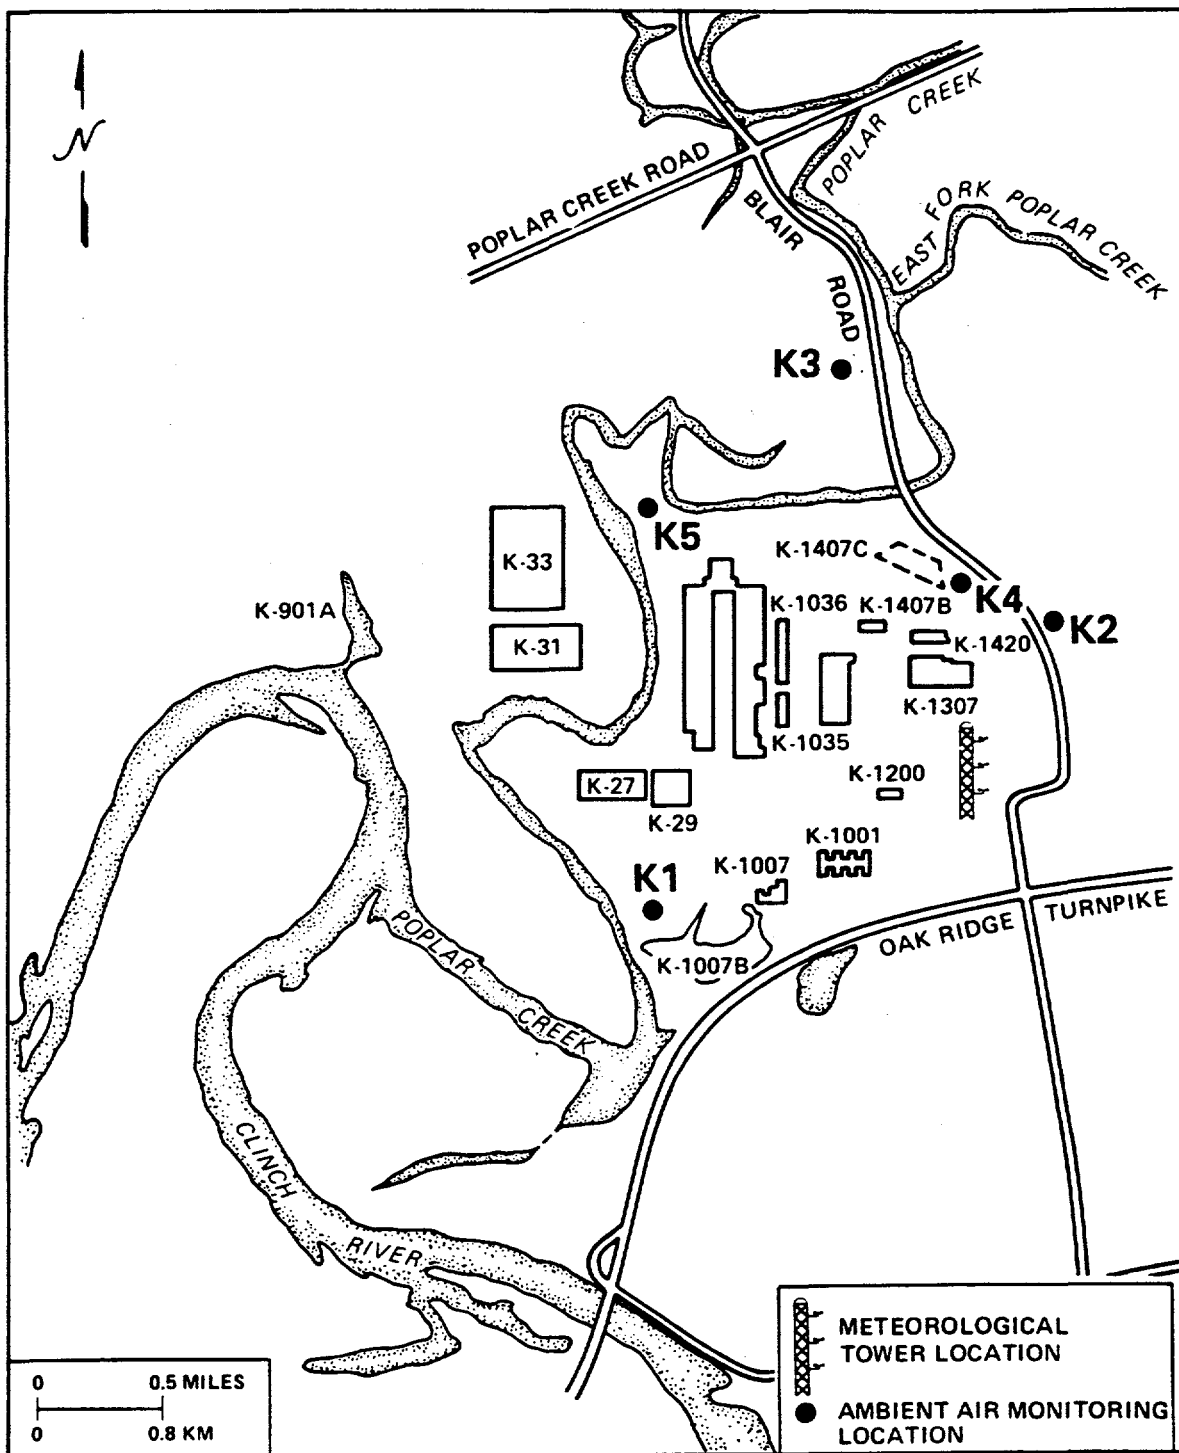 N
POPLAR CREEK ROAD
CREEK
POPLAR
BLAIR
ROAD
EAST FORK POPLAR CREEK
K3
K5
K-33
K-31
K-901A
K-1407C
K4
K2
K-1036
K-1407B
K-1420
K-1307
K-1035
K-27
K-29
K-1200
K-1001
K-1007
K1
K-1007B
OAK RIDGE TURNPIKE
POPLAR CREEK
CLINCH
RIVER
0 0.5 MILES
0 0.8 KM
METEOROLOGICAL
TOWER LOCATION
AMBIENT AIR MONITORING
LOCATION